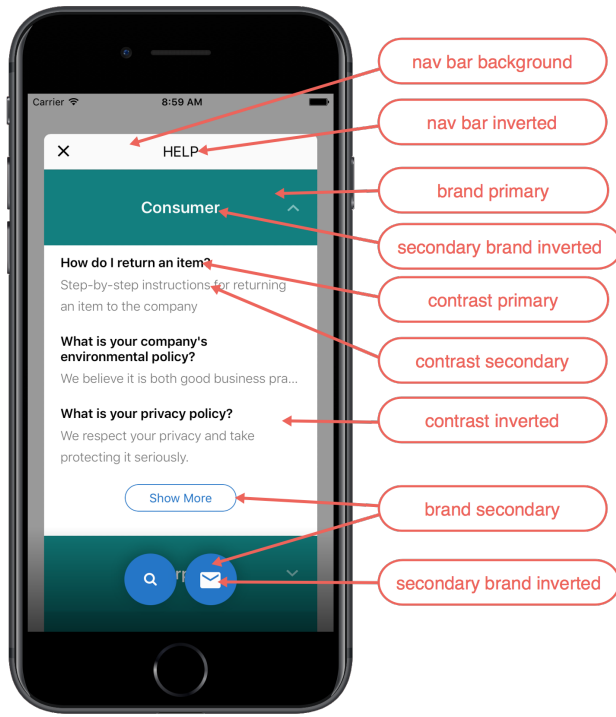 nav bar background
Carrier
8:59 AM
nav bar inverted
HELP
brand primary
Consumer
secondary brand inverted
How do I return an item?
Step-by-step instructions for returning
an item to the company
contrast primary
What is your company's
environmental policy?
contrast secondary
We believe it is both good business pra...
What is your privacy policy?
contrast inverted
We respect your privacy and take
protecting it seriously.
Show More
brand secondary
secondary brand inverted